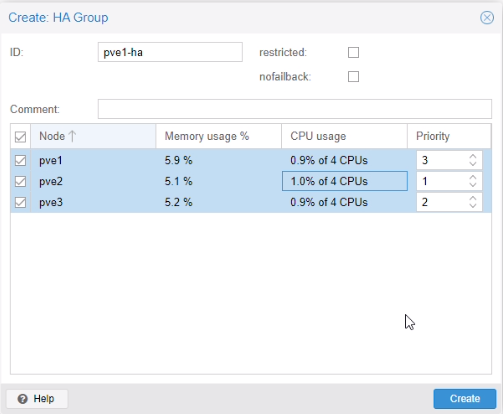 Create: HA Group
ID: pve1-ha restricted:
nofailback:
Comment:
Node Memory usage % CPU usage Priority
pve1 5.9 % 0.9% of 4 CPUs 3
pve2 5.1 % 1.0% of 4 CPUs 1
pve3 5.2 % 0.9% of 4 CPUs 2
Help Create